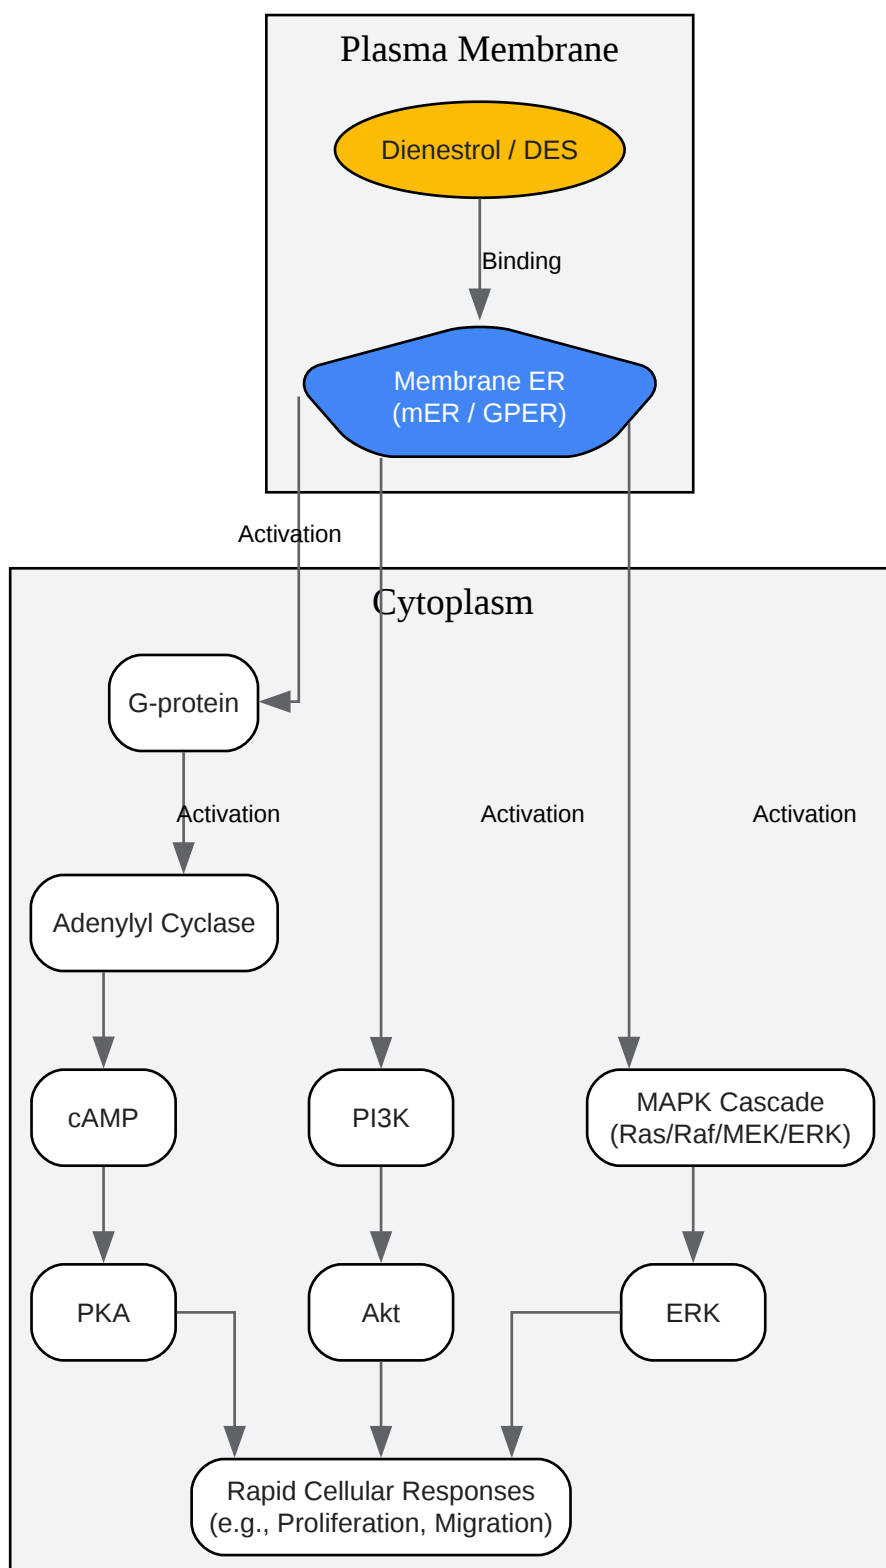 Plasma Membrane
Dienestrol / DES
Binding
Membrane ER
(mER / GPER)
Activation
Cytoplasm
G-protein
Activation
Activation
Activation
Adenylyl Cyclase
cAMP
PI3K
MAPK Cascade
(Ras/Raf/MEK/ERK)
PKA
Akt
ERK
Rapid Cellular Responses
(e.g., Proliferation, Migration)